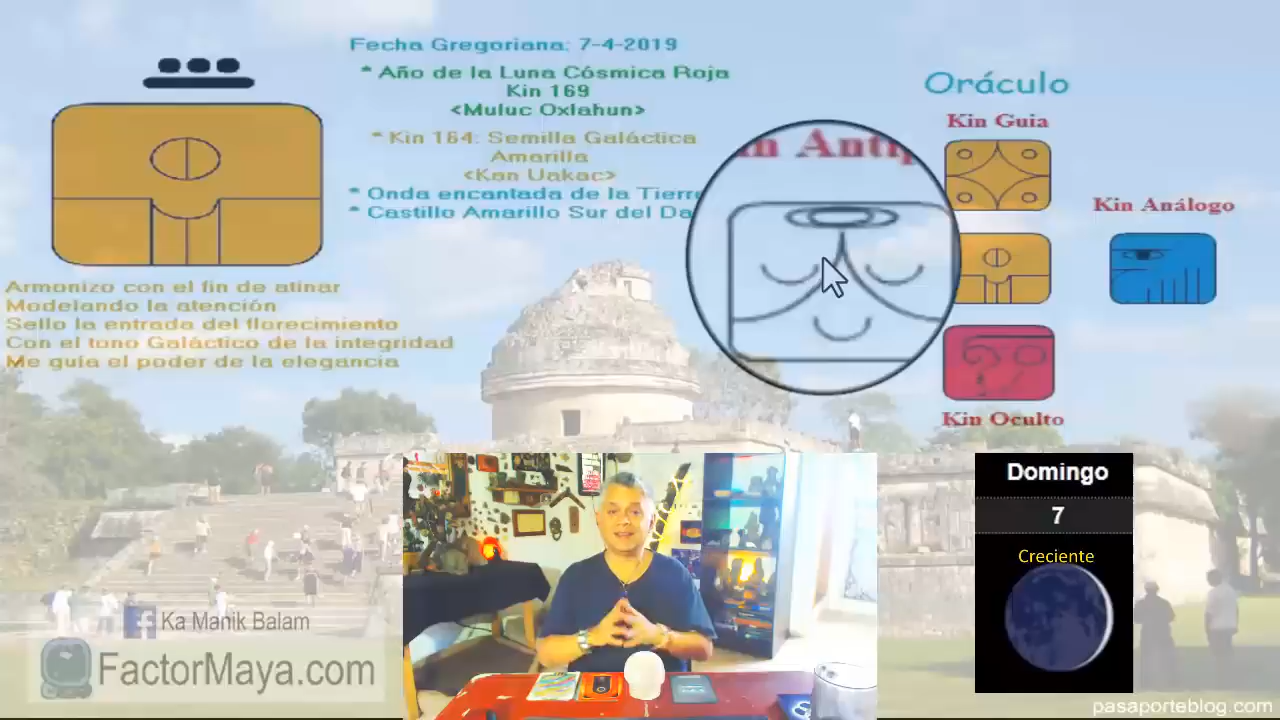 Fecha Gregoriana: 7-4-2019
* Año de la Luna Cósmica Roja
Kin 169
<Muluc Oxlahun>
* Kin 164: Semilla Galáctica
Amarilla
<Kan Uakac>
* Onda encantada de la Tierr
* Castillo Amarillo Sur del Da
Armonizo con el fin de atinar
Modelando la atención
Sello la entrada del florecimiento
Con el tono Galáctico de la integridad
Me guía el poder de la elegancia
n Antip
Oráculo
Kin Guia
Kin Análogo
Kin Oculto
Domingo
7
Creciente
Ka Manik Balam
FactorMaya.com
pasaporteblog.com